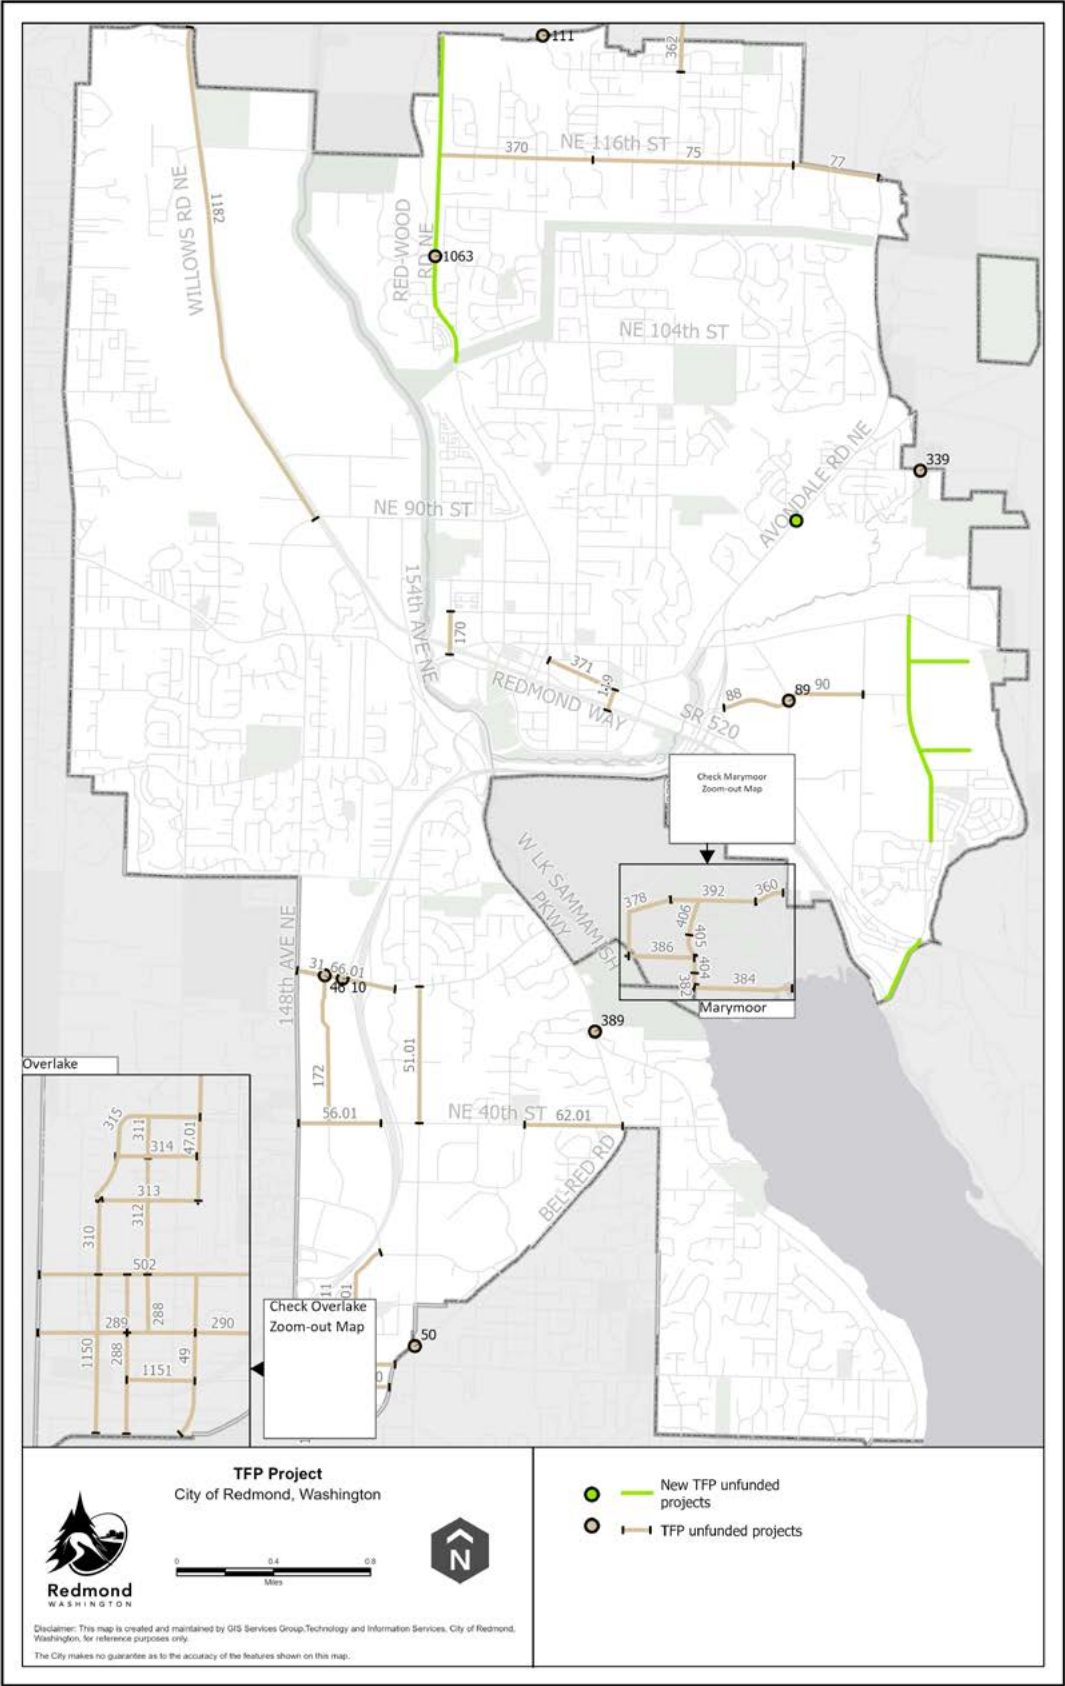 111
362
NE 116th ST
370
75
77
WILLOWS RD NE
1182
RED-WOOD
RD NE
1063
NE 104th ST
AVONDALE RD NE
339
NE 90th ST
154th AVE NE
170
371
REDMOND WAY
SR 520
88
89
90
Check Marymoor
Zoom-out Map
W LK SAMMAMISH
PKWY
378
392
360
406
405
386
404
382
384
Marymoor
148th AVE NE
31
66.01
46
10
389
172
51.01
56.01
NE 40th ST
62.01
BEL-RED RD
Overlake
315
311
47.01
314
313
312
310
502
289
288
290
1150
288
49
1151
11
01
Check Overlake
Zoom-out Map
50
0
TFP Project
City of Redmond, Washington
Redmond
WASHINGTON
0
0.4
0.8
Miles
N
New TFP unfunded
projects
TFP unfunded projects
Disclaimer: This map is created and maintained by GIS Services Group,Technology and Information Services, City of Redmond,
Washington, for reference purposes only.
The City makes no guarantee as to the accuracy of the features shown on this map.